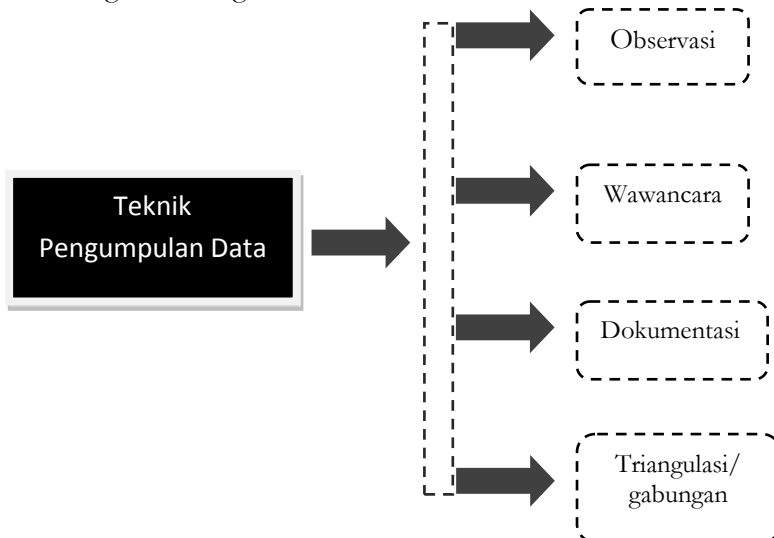 Teknik
Pengumpulan Data
Observasi
Wawancara
Dokumentasi
Triangulasi/
gabungan